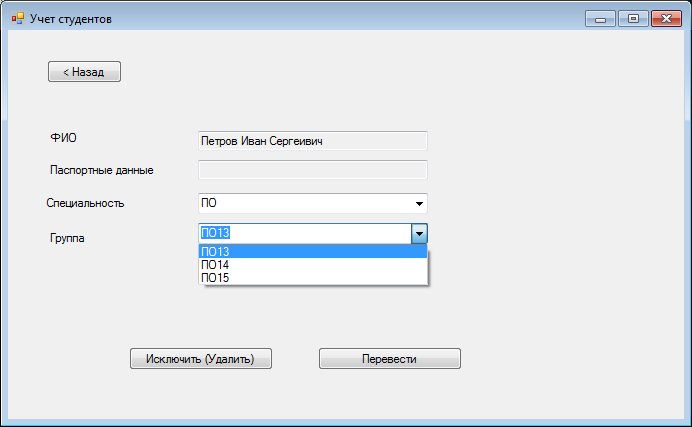 Учет студентов
< Назад
ФИО
Петров Иван Сергеивич
Паспортные данные
Специальность
ПО
Группа
ПО13
ПО13
ПО14
ПО15
Исключить (Удалить)
Перевести